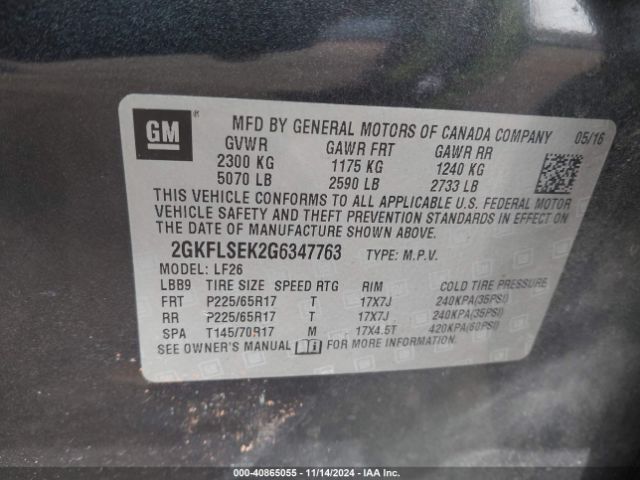 GM ®
MFD BY GENERAL MOTORS OF CANADA COMPANY 05/16
GVWR GAWR FRT GAWR RR
2300 KG 1175 KG 1240 KG
5070 LB 2590 LB 2733 LB
THIS VEHICLE CONFORMS TO ALL APPLICABLE U.S. FEDERAL MOTOR
VEHICLE SAFETY AND THEFT PREVENTION STANDARDS IN EFFECT ON
THE DATE OF MANUFACTURE SHOWN ABOVE.
2GKFLSEK2G6347763 TYPE: M.P.V.
MODEL: LF26
LBB9 TIRE SIZE SPEED RTG RIM COLD TIRE PRESSURE
FRT P225/65R17 T 17X7J 240KPA(35PSI)
RR P225/65R17 T 17X7J 240KPA(35PSI)
SPA T145/70R17 M 17X4.5T 420KPA(60PSI)
SEE OWNER'S MANUAL FOR MORE INFORMATION.
000-40865055 - 11/14/2024 - IAA Inc.